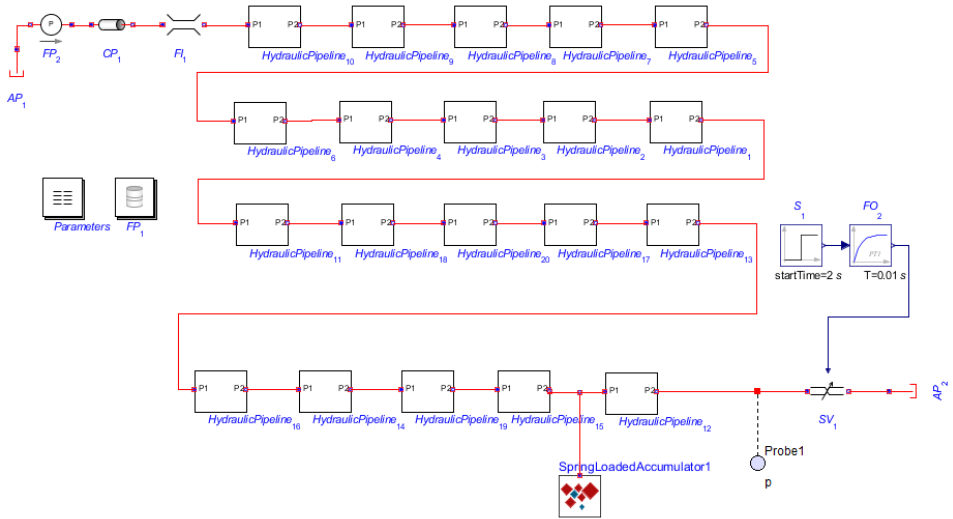 P
P1 P2 P1 P2 P1 P2 P1 P2 P1 P2
FP2 CP1 FI1 HydraulicPipeline10 HydraulicPipeline9 HydraulicPipeline8 HydraulicPipeline7 HydraulicPipeline5
AP1
P1 P2 P1 P2 P1 P2 P1 P2 P1 P2
HydraulicPipeline6 HydraulicPipeline4 HydraulicPipeline3 HydraulicPipeline2 HydraulicPipeline1
Parameters FP1
P1 P2 P1 P2 P1 P2 P1 P2 P1 P2
HydraulicPipeline11 HydraulicPipeline18 HydraulicPipeline20 HydraulicPipeline17 HydraulicPipeline13
S1 FO2
PT1
startTime=2 s T=0.01 s
P1 P2 P1 P2 P1 P2 P1 P2 P1 P2
HydraulicPipeline16 HydraulicPipeline14 HydraulicPipeline19 HydraulicPipeline15 HydraulicPipeline12
SV1 AP2
SpringLoadedAccumulator1
Probe1
p